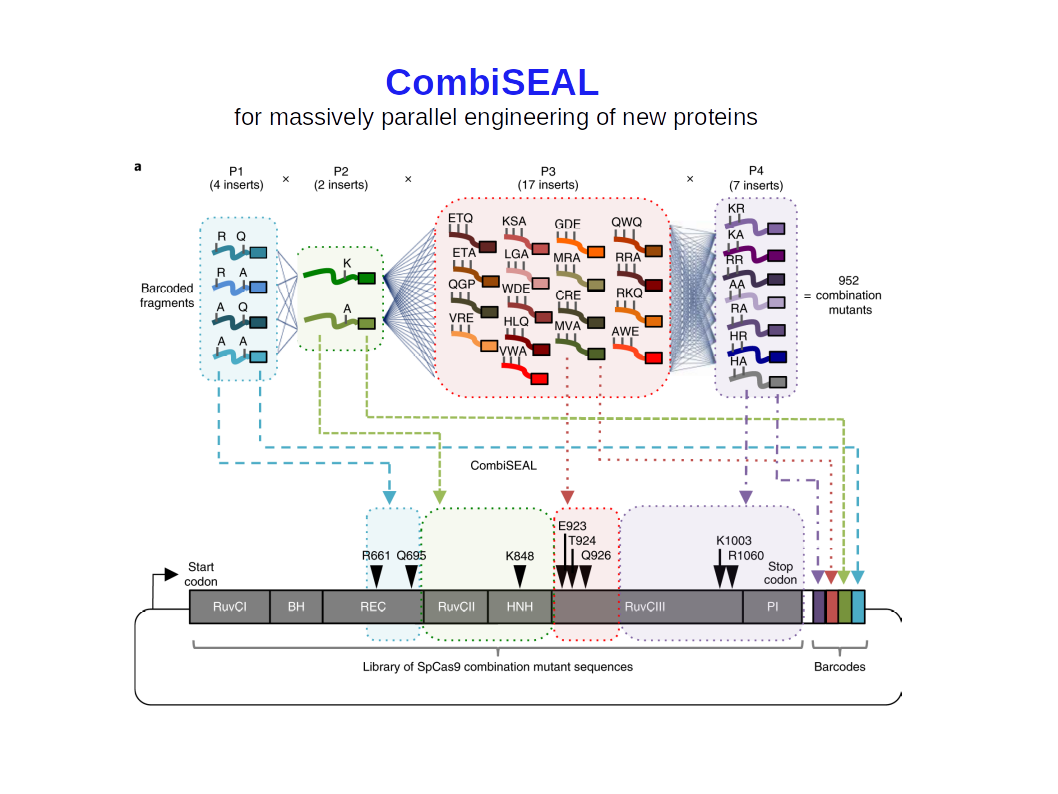 CombiSEAL
for massively parallel engineering of new proteins
a
P1
(4 inserts)
×
P2
(2 inserts)
×
P3
(17 inserts)
×
P4
(7 inserts)
Barcoded
fragments
R Q
R A
A Q
A A
K
A
ETQ
ETA
QGP
VRE
KSA
LGA
WDE
HLQ
VWA
GDE
MRA
CRE
MVA
QWQ
RRA
RKQ
AWE
KR
KA
RR
AA
RA
HR
HA
952
= combination
mutants
CombiSEAL
R661 Q695
K848
E923
T924
Q926
K1003
R1060
Start
codon
Stop
codon
RuvCI BH REC RuvCII HNH RuvCIII PI
Library of SpCas9 combination mutant sequences
Barcodes